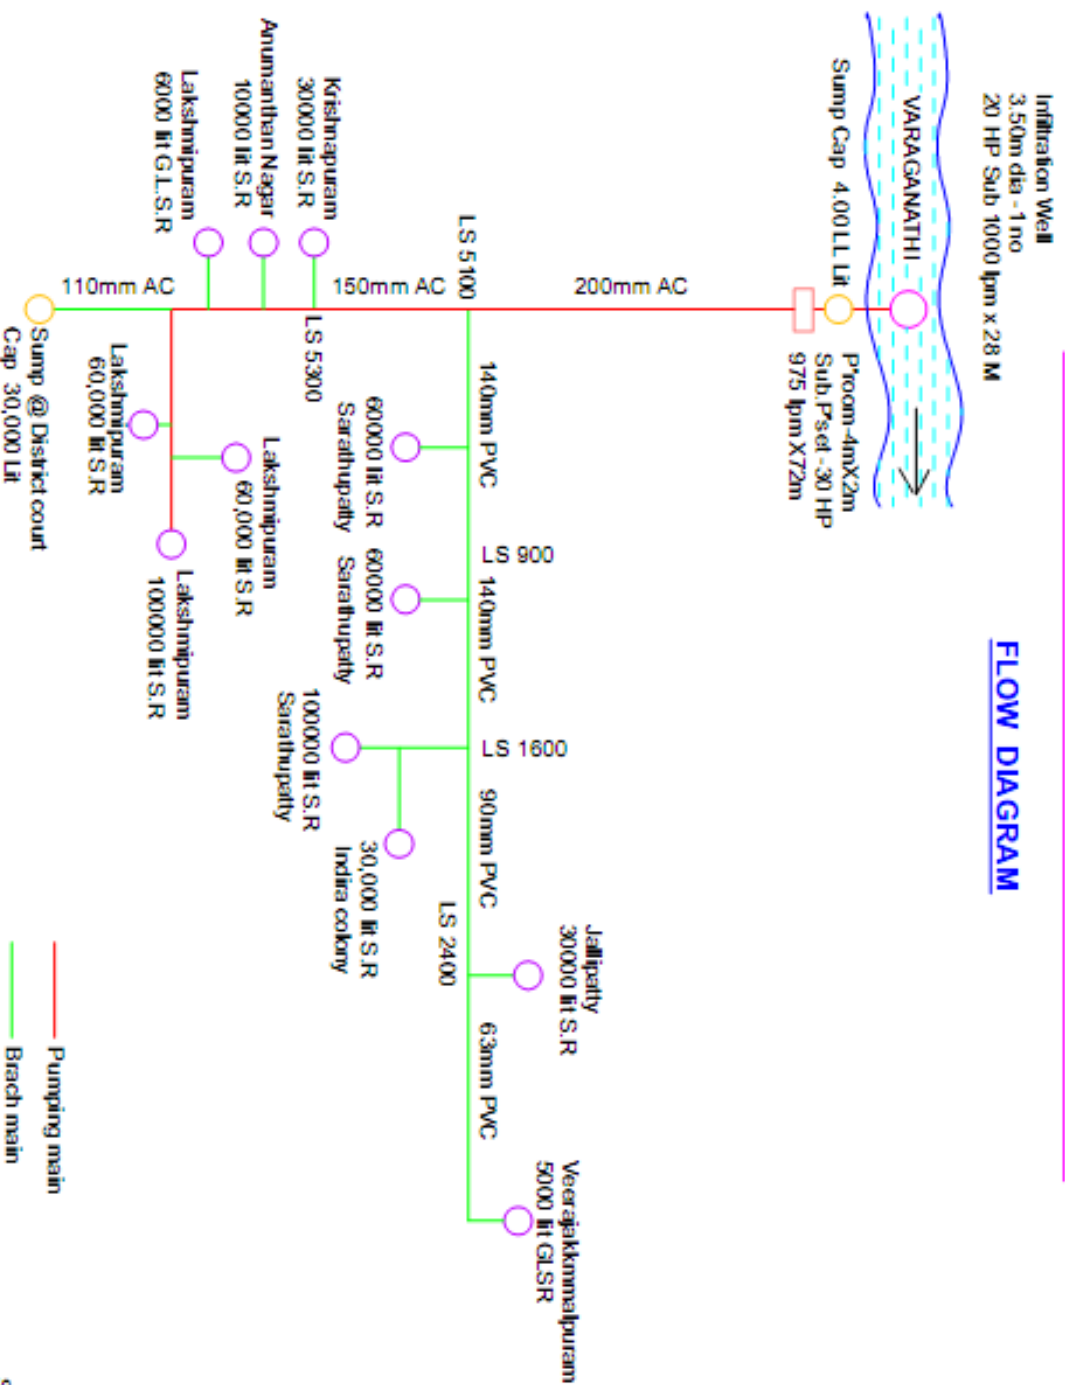 FLOW DIAGRAM
Infiltration Well
3.50m dia - 1 no
20 HP Sub 1000 lpm x 28 M
VARAGANATHI
Sump Cap 4.00 LL Lit
P'room-4mX2m
Sub.P'set -30 HP
975 lpm X72m
200mm AC
LS 5100
140mm PVC
60000 lit S.R
Sarathupatty
LS 900
140mm PVC
60000 lit S.R
Sarathupatty
LS 1600
100000 lit S.R
Sarathupatty
30,000 lit S.R
Indira colony
90mm PVC
LS 2400
Jallipatty
30000 lit S.R
63mm PVC
Veerajakkmmalpuram
5000 lit GLSR
150mm AC
LS 5300
Krishnapuram
30000 lit S.R
Anumanthan Nagar
10000 lit S.R
Lakshmipuram
6000 lit G.L.S.R
Lakshmipuram
60,000 lit S.R
Lakshmipuram
60,000 lit S.R
Lakshmipuram
100000 lit S.R
110mm AC
Sump @ District court
Cap 30,000 Lit
Pumping main
Brach main